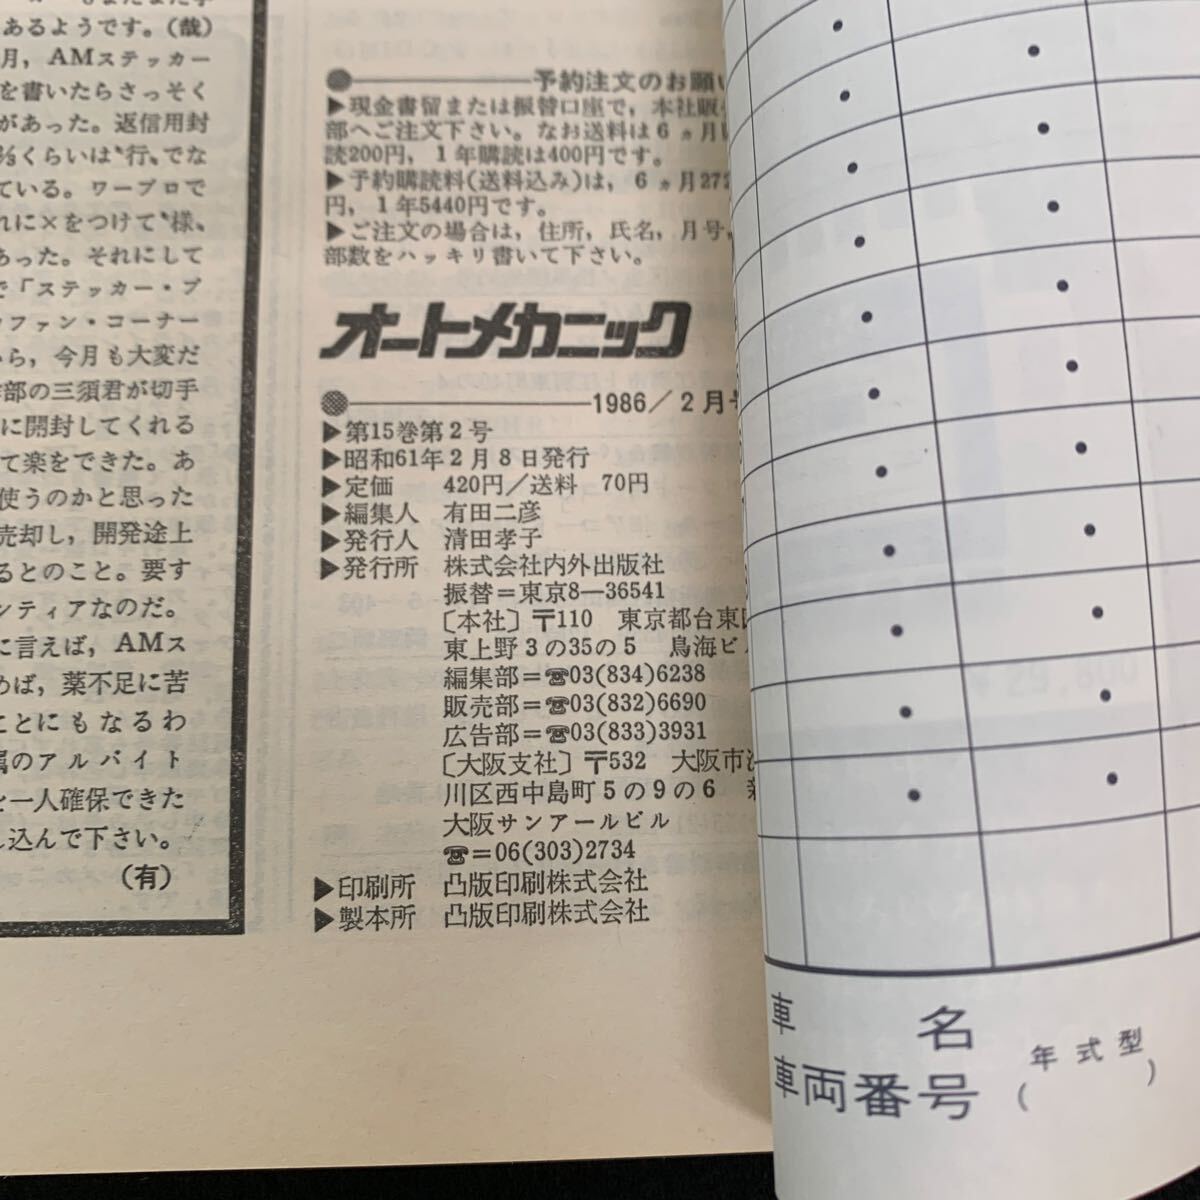 あるようです。(哉)
月，AMステッカー
を書いたらさっそく
があった。返信用封
⅔くらいは〝行〟でな
ている。ワープロで
れに×をつけて〝様〟
あった。それにして
で「ステッカー・ブ
ファン・コーナー
から，今月も大変だ
部の三須君が切手
に開封してくれる
て楽をできた。あ
使うのかと思った
売却し，開発途上
るとのこと。要す
ンティアなのだ。
に言えば，AMス
めば，薬不足に苦
ことにもなるわ
属のアルバイト
を一人確保できた
し込んで下さい。
(有)
予約注文のお願い
▶現金書留または振替口座で，本社販
部へご注文下さい。なお送料は6ヵ月
読200円，1年購読は400円です。
▶予約購読料(送料込み)は，6ヵ月272
円，1年5440円です。
▶ご注文の場合は，住所，氏名，月号，
部数をハッキリ書いて下さい。
オートメカニック
1986／2月
▶第15巻第2号
▶昭和61年2月8日発行
▶定価　420円／送料　70円
▶編集人　有田二彦
▶発行人　清田孝子
▶発行所　株式会社内外出版社
振替＝東京8―36541
〔本社〕〒110　東京都台東区
東上野3の35の5　鳥海ビル
編集部＝☎03(834)6238
販売部＝☎03(832)6690
広告部＝☎03(833)3931
〔大阪支社〕〒532　大阪市
川区西中島町5の9の6　新
大阪サンアールビル
☎＝06(303)2734
▶印刷所　凸版印刷株式会社
▶製本所　凸版印刷株式会社
車　名
車両番号
年式型
(　　)